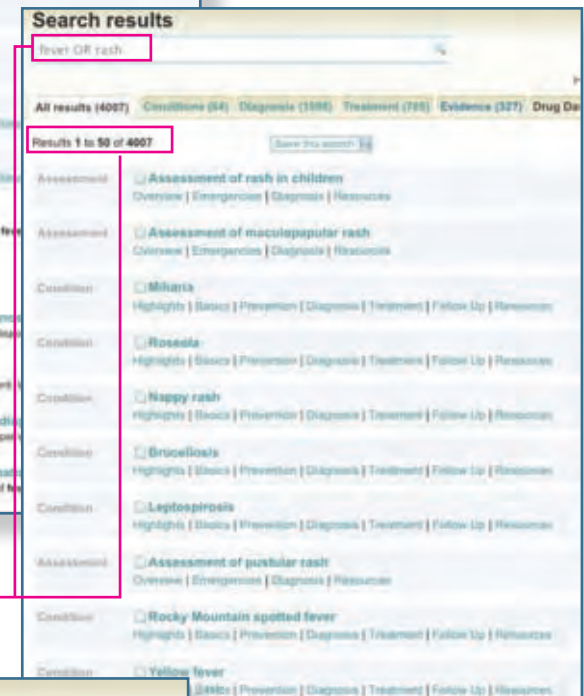 Search results
fever OR rash
All results (4007) Conditions (84) Diagnosis Treatment Evidence (327) Drug Da
Results 1 to 50 of 4007
Save this search
Assessment
Assessment of rash in children
Overview | Emergencies | Diagnosis | Resources
Assessment
Assessment of maculopapular rash
Overview | Emergencies | Diagnosis | Resources
Condition
Miliaria
Highlights | Basics | Prevention | Diagnosis | Treatment | Follow Up | Resources
Condition
Roseola
Highlights | Basics | Prevention | Diagnosis | Treatment | Follow Up | Resources
Condition
Nappy rash
Highlights | Basics | Prevention | Diagnosis | Treatment | Follow Up | Resources
Condition
Brucellosis
Highlights | Basics | Prevention | Diagnosis | Treatment | Follow Up | Resources
Condition
Leptospirosis
Highlights | Basics | Prevention | Diagnosis | Treatment | Follow Up | Resources
Assessment
Assessment of pustular rash
Overview | Emergencies | Diagnosis | Resources
Condition
Rocky Mountain spotted fever
Highlights | Basics | Prevention | Diagnosis | Treatment | Follow Up | Resources
Condition
Yellow fever
Basics | Prevention | Diagnosis | Treatment | Follow Up | Resources